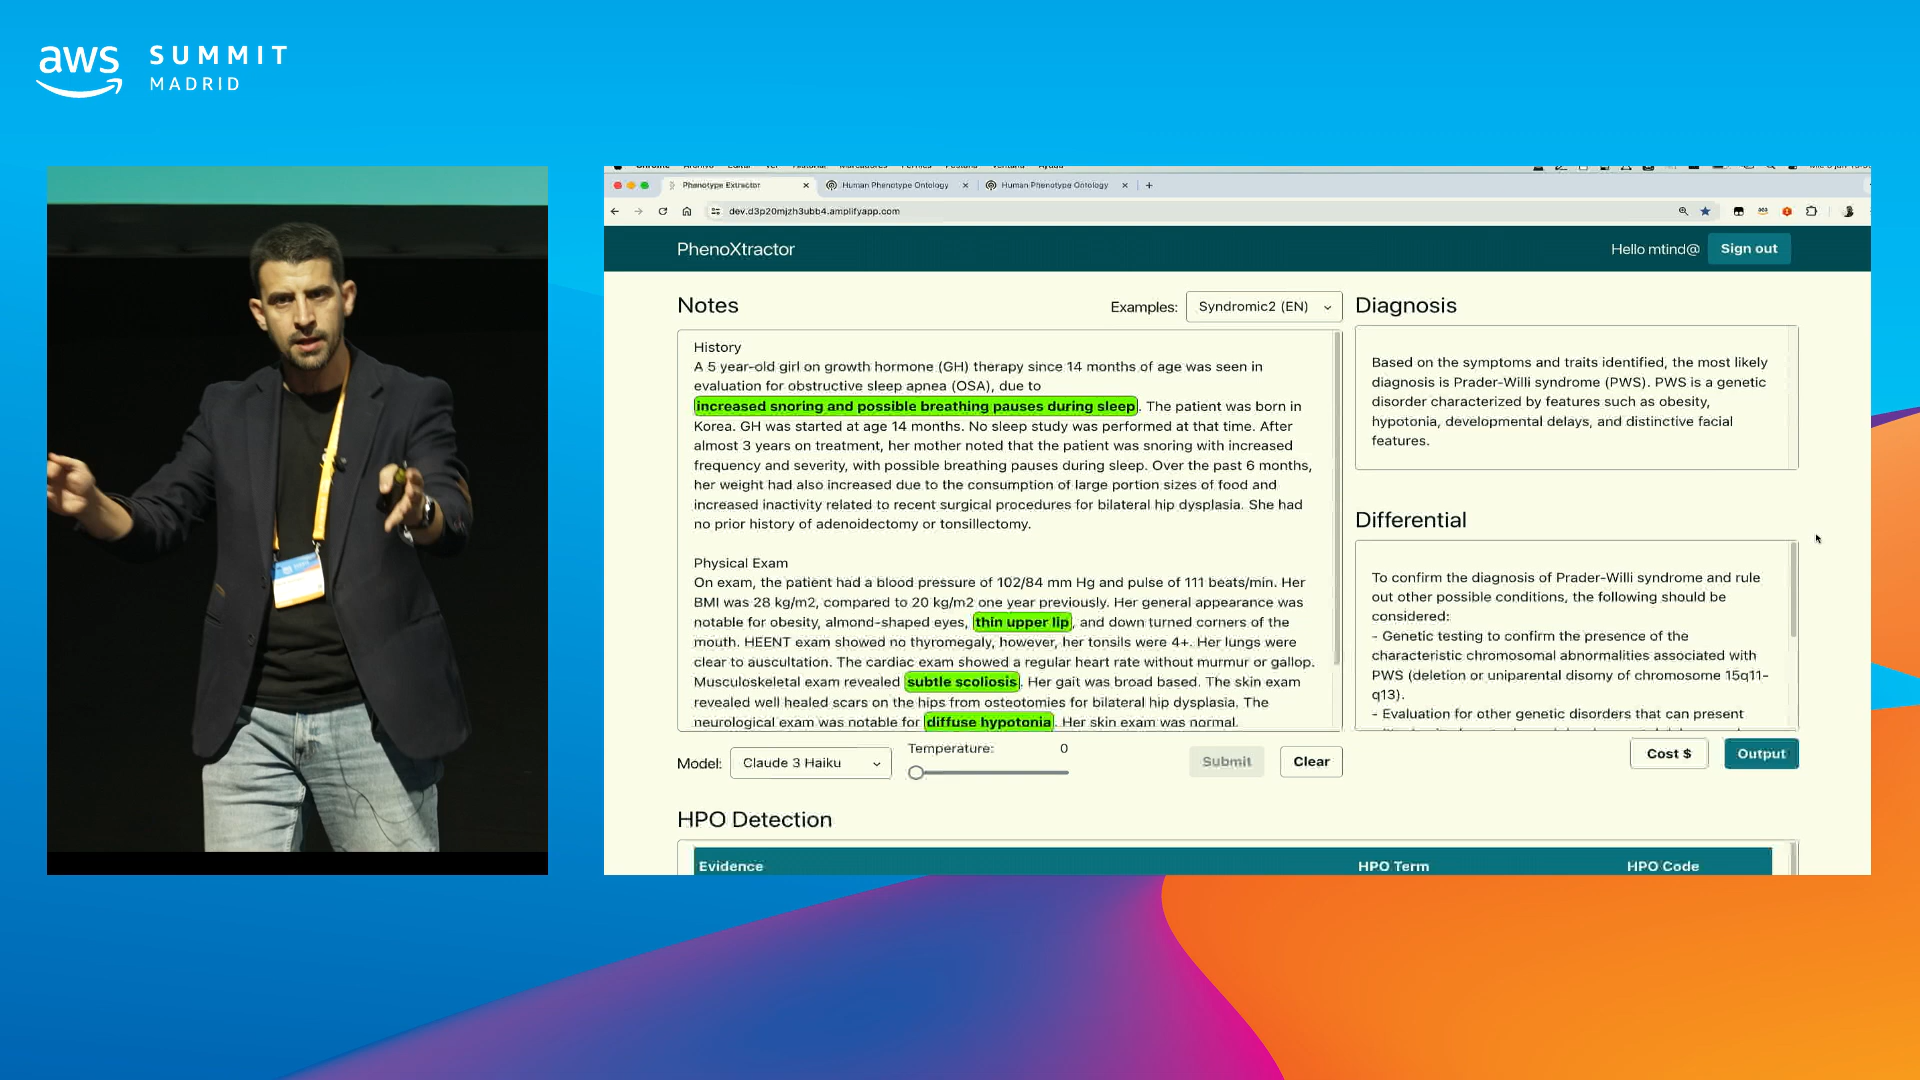 aws SUMMIT
MADRID
Phenotype Extractor
Human Phenotype Ontology
Human Phenotype Ontology
dev.d3p20mjzh3ubb4.amplifyapp.com
PhenoXtractor
Hello mtind@
Sign out
Notes
Examples:
Syndromic2 (EN)
History
A 5 year-old girl on growth hormone (GH) therapy since 14 months of age was seen in
evaluation for obstructive sleep apnea (OSA), due to
increased snoring and possible breathing pauses during sleep. The patient was born in
Korea. GH was started at age 14 months. No sleep study was performed at that time. After
almost 3 years on treatment, her mother noted that the patient was snoring with increased
frequency and severity, with possible breathing pauses during sleep. Over the past 6 months,
her weight had also increased due to the consumption of large portion sizes of food and
increased inactivity related to recent surgical procedures for bilateral hip dysplasia. She had
no prior history of adenoidectomy or tonsillectomy.
Physical Exam
On exam, the patient had a blood pressure of 102/84 mm Hg and pulse of 111 beats/min. Her
BMI was 28 kg/m2, compared to 20 kg/m2 one year previously. Her general appearance was
notable for obesity, almond-shaped eyes, thin upper lip, and down turned corners of the
mouth. HEENT exam showed no thyromegaly, however, her tonsils were 4+. Her lungs were
clear to auscultation. The cardiac exam showed a regular heart rate without murmur or gallop.
Musculoskeletal exam revealed subtle scoliosis. Her gait was broad based. The skin exam
revealed well healed scars on the hips from osteotomies for bilateral hip dysplasia. The
neurological exam was notable for diffuse hypotonia. Her skin exam was normal.
Model:
Claude 3 Haiku
Temperature:
0
Submit
Clear
Diagnosis
Based on the symptoms and traits identified, the most likely
diagnosis is Prader-Willi syndrome (PWS). PWS is a genetic
disorder characterized by features such as obesity,
hypotonia, developmental delays, and distinctive facial
features.
Differential
To confirm the diagnosis of Prader-Willi syndrome and rule
out other possible conditions, the following should be
considered:
- Genetic testing to confirm the presence of the
characteristic chromosomal abnormalities associated with
PWS (deletion or uniparental disomy of chromosome 15q11-
q13).
- Evaluation for other genetic disorders that can present
Cost $
Output
HPO Detection
Evidence
HPO Term
HPO Code